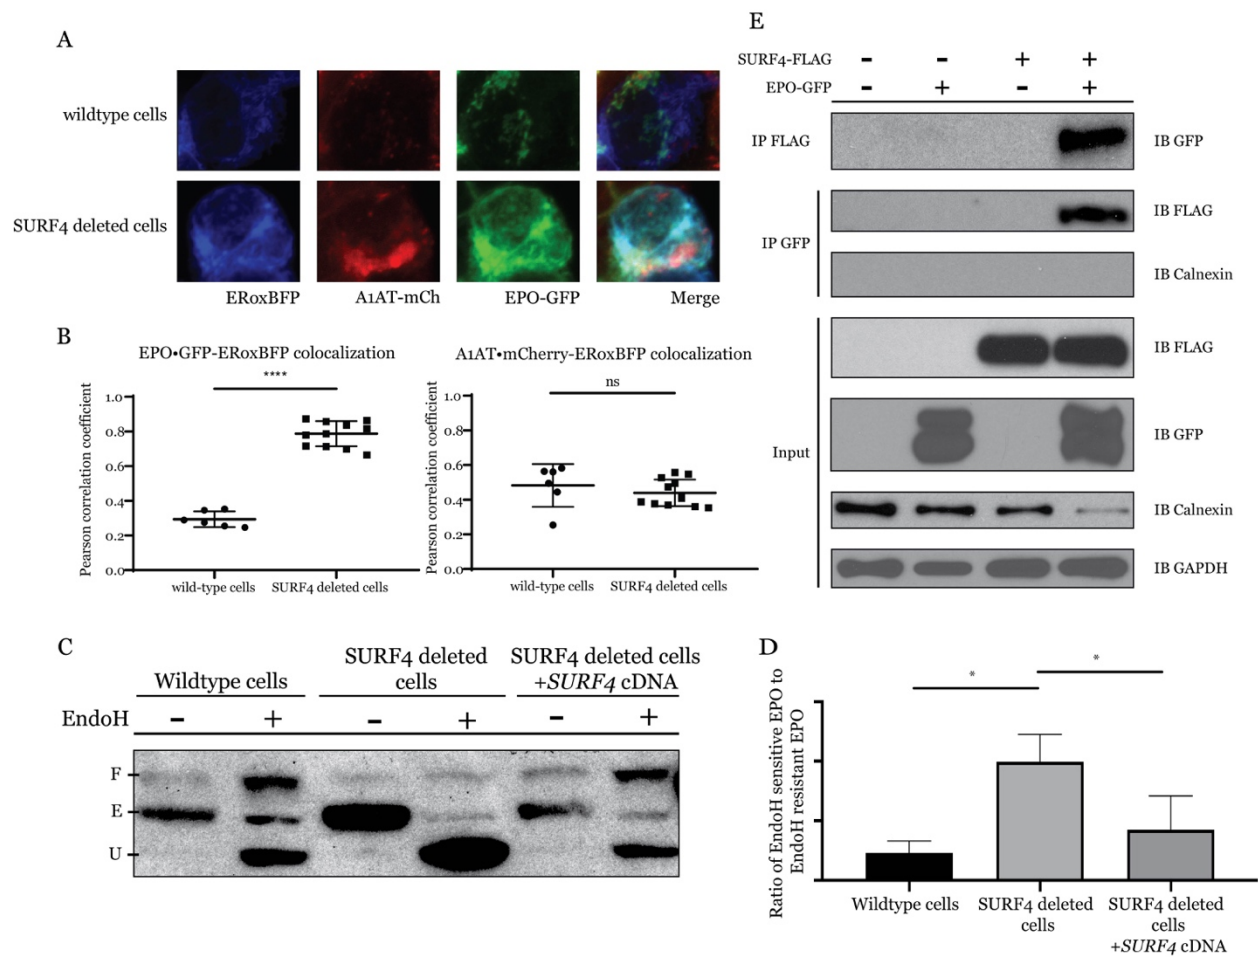 A
wildtype cells
SURF4 deleted cells
ERoxBFP A1AT-mCh EPO-GFP Merge
B
EPO•GFP-ERoxBFP colocalization
****
Pearson correlation coefficient
1.0
0.8
0.6
0.4
0.2
0.0
wild-type cells SURF4 deleted cells
A1AT•mCherry-ERoxBFP colocalization
ns
Pearson correlation coefficient
1.0
0.8
0.6
0.4
0.2
0.0
wild-type cells SURF4 deleted cells
C
Wildtype cells
SURF4 deleted
cells
SURF4 deleted cells
+SURF4 cDNA
EndoH - + - + - +
F
E
U
E
SURF4-FLAG - - + +
EPO-GFP - + - +
IP FLAG IB GFP
IP GFP
IB FLAG
IB Calnexin
Input
IB FLAG
IB GFP
IB Calnexin
IB GAPDH
D
Ratio of EndoH sensitive EPO to
EndoH resistant EPO
* *
Wildtype cells
SURF4 deleted
cells
SURF4 deleted
cells
+SURF4 cDNA